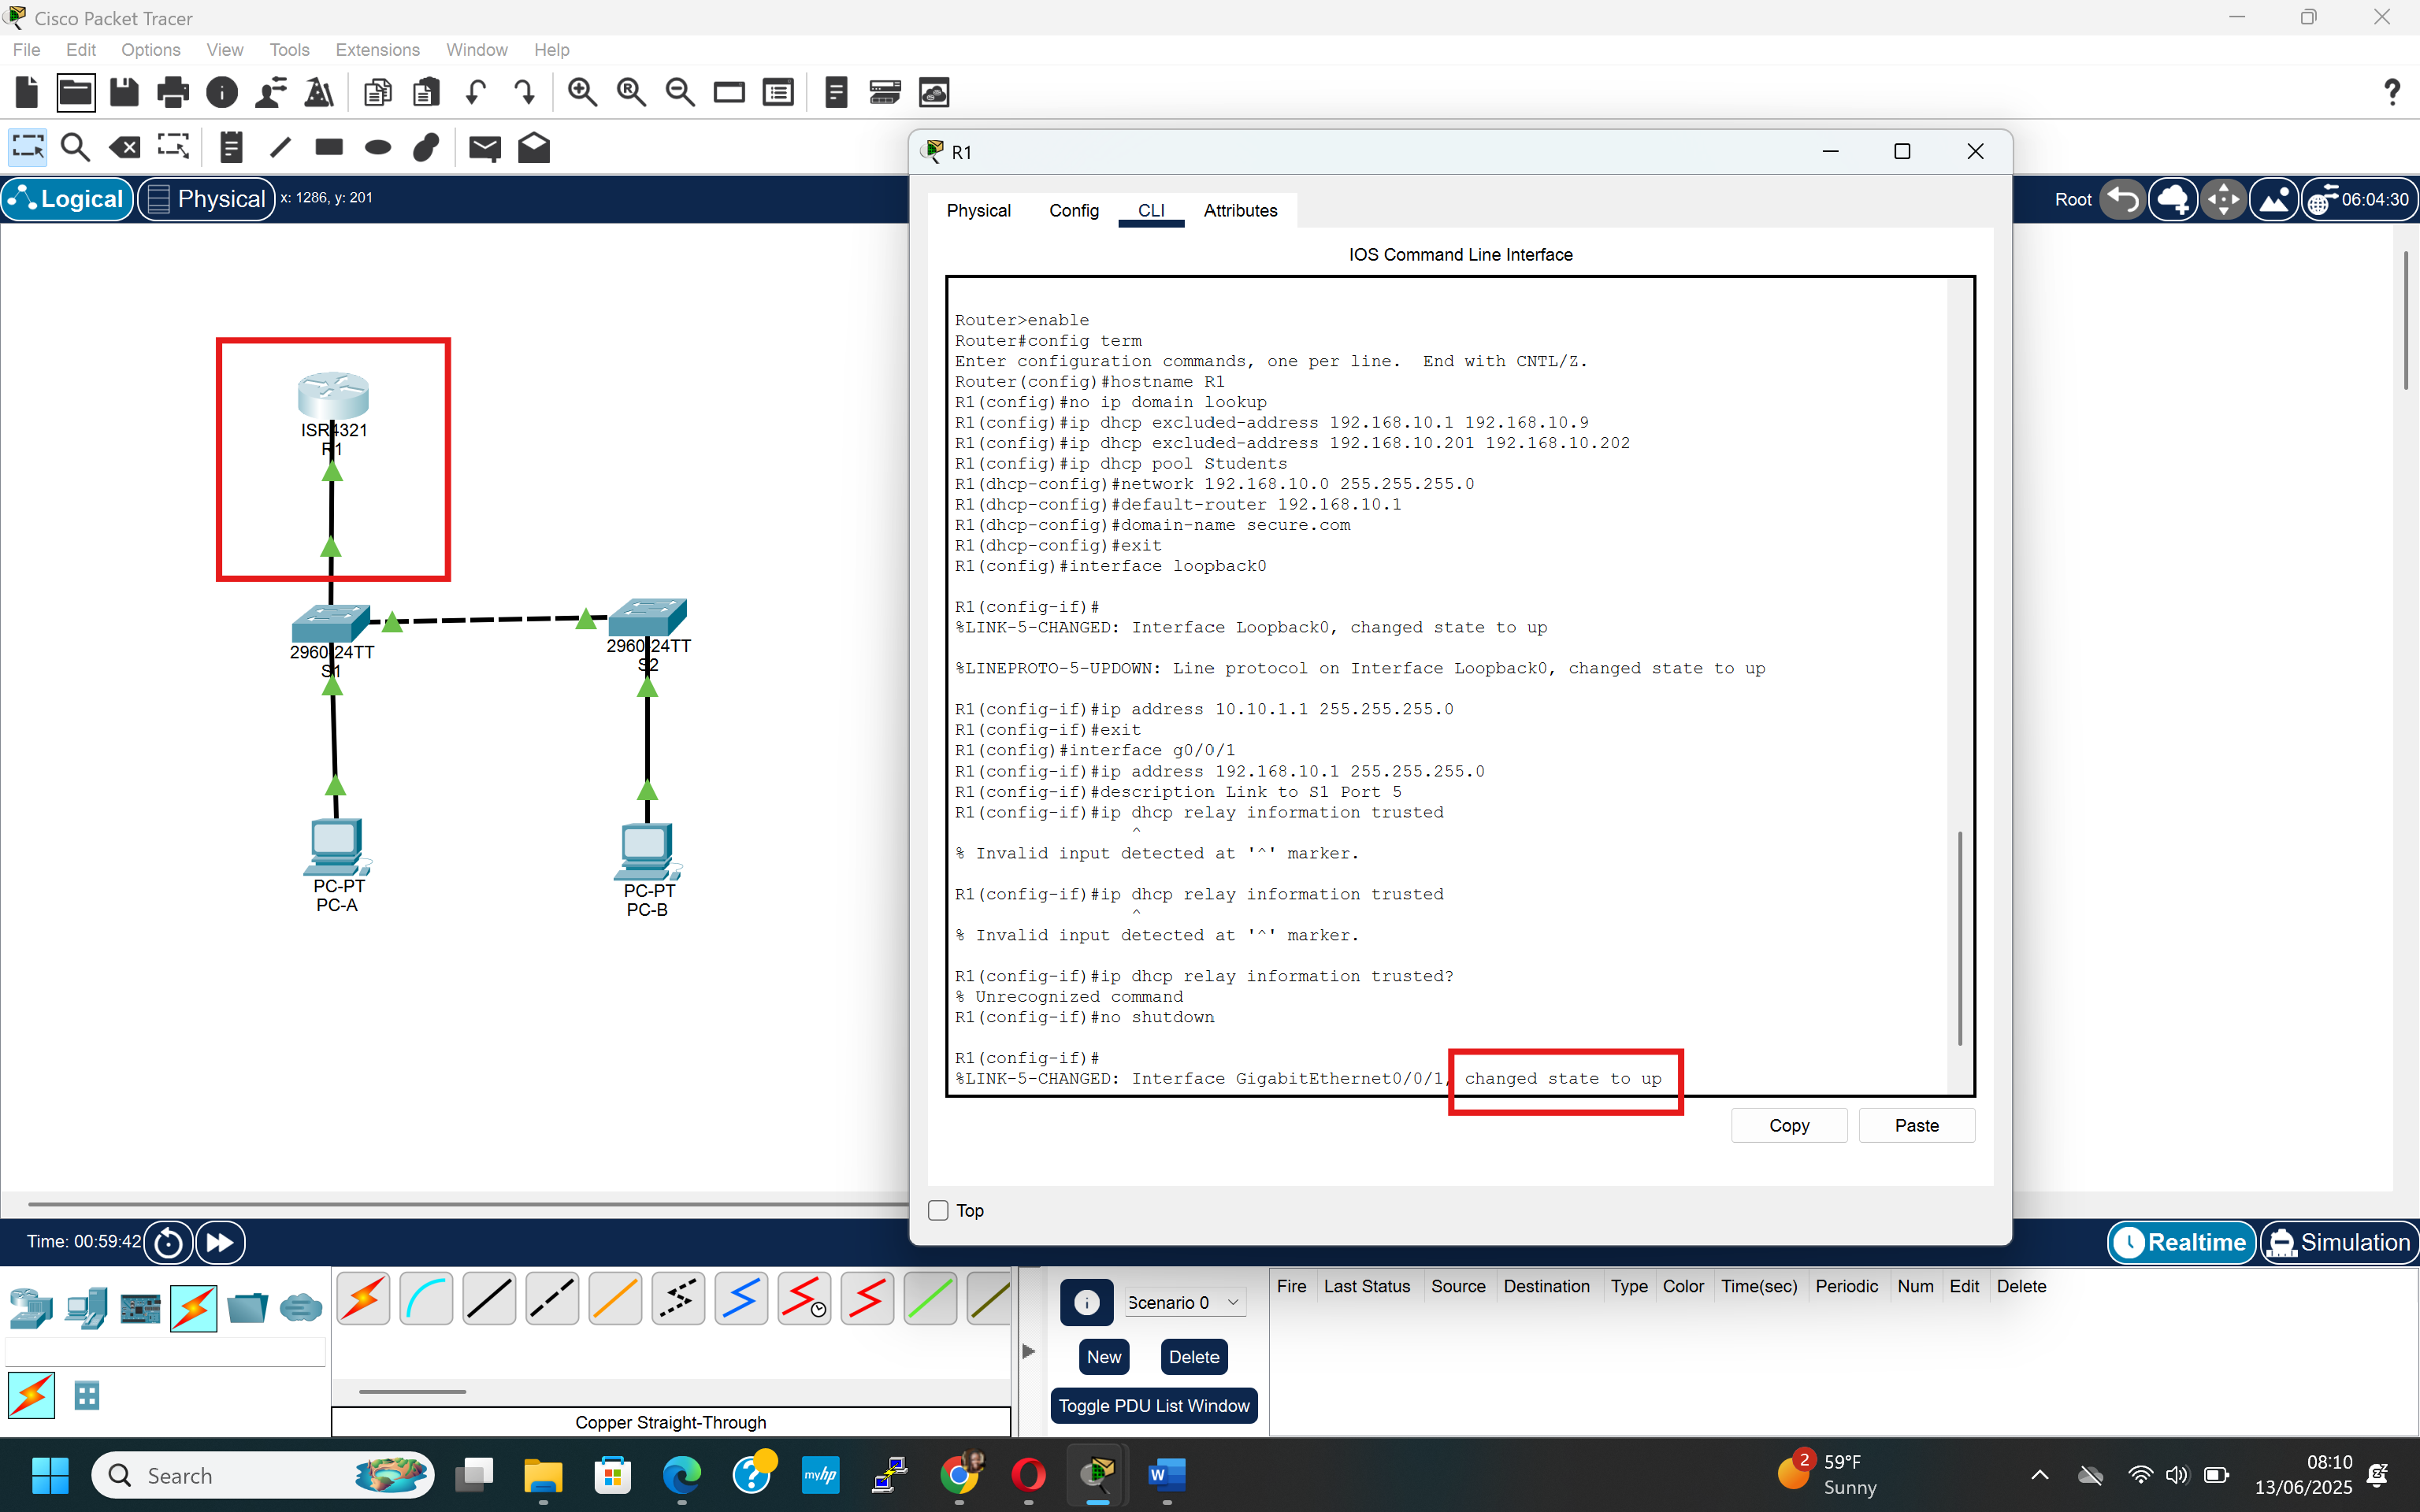 Cisco Packet Tracer
File Edit Options View Tools Extensions Window Help
R1
Logical Physical x: 1286, y: 201
Root 06:04:30
Physical Config CLI Attributes
IOS Command Line Interface
Router>enable
Router#config term
Enter configuration commands, one per line.  End with CNTL/Z.
Router(config)#hostname R1
R1(config)#no ip domain lookup
R1(config)#ip dhcp excluded-address 192.168.10.1 192.168.10.9
R1(config)#ip dhcp excluded-address 192.168.10.201 192.168.10.202
R1(config)#ip dhcp pool Students
R1(dhcp-config)#network 192.168.10.0 255.255.255.0
R1(dhcp-config)#default-router 192.168.10.1
R1(dhcp-config)#domain-name secure.com
R1(dhcp-config)#exit
R1(config)#interface loopback0
R1(config-if)#
%LINK-5-CHANGED: Interface Loopback0, changed state to up
%LINEPROTO-5-UPDOWN: Line protocol on Interface Loopback0, changed state to up
R1(config-if)#ip address 10.10.1.1 255.255.255.0
R1(config-if)#exit
R1(config)#interface g0/0/1
R1(config-if)#ip address 192.168.10.1 255.255.255.0
R1(config-if)#description Link to S1 Port 5
R1(config-if)#ip dhcp relay information trusted
^
% Invalid input detected at '^' marker.
R1(config-if)#ip dhcp relay information trusted
^
% Invalid input detected at '^' marker.
R1(config-if)#ip dhcp relay information trusted?
% Unrecognized command
R1(config-if)#no shutdown
R1(config-if)#
%LINK-5-CHANGED: Interface GigabitEthernet0/0/1, changed state to up
Copy Paste
Top
ISR4321
R1
2960-24TT
S1
2960-24TT
S2
PC-PT
PC-A
PC-PT
PC-B
Time: 00:59:42
Realtime Simulation
Scenario 0
New Delete
Toggle PDU List Window
Fire Last Status Source Destination Type Color Time(sec) Periodic Num Edit Delete
Copper Straight-Through
Search
myhp
W
2
59°F
Sunny
08:10
13/06/2025